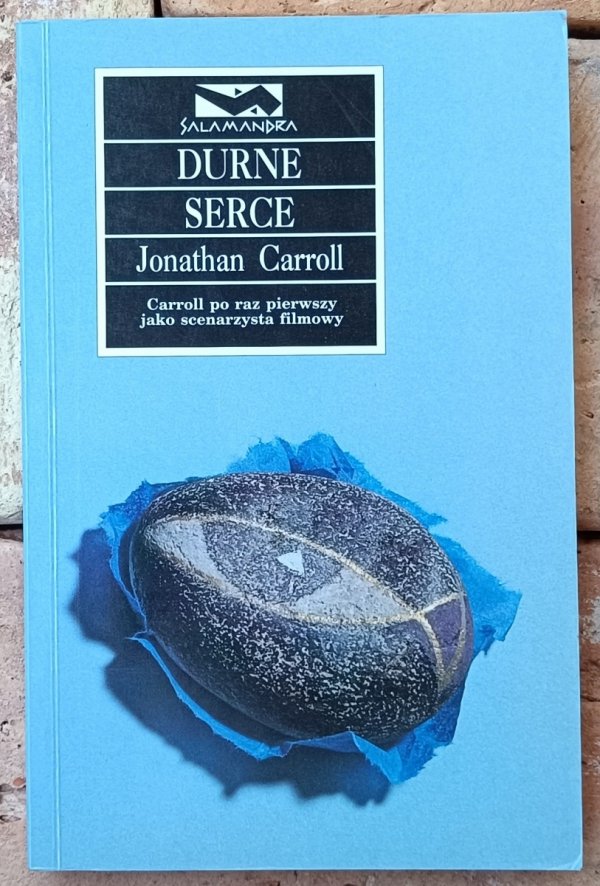 SALAMANDRA
DURNE
SERCE
Jonathan Carroll
Carroll po raz pierwszy
jako scenarzysta filmowy